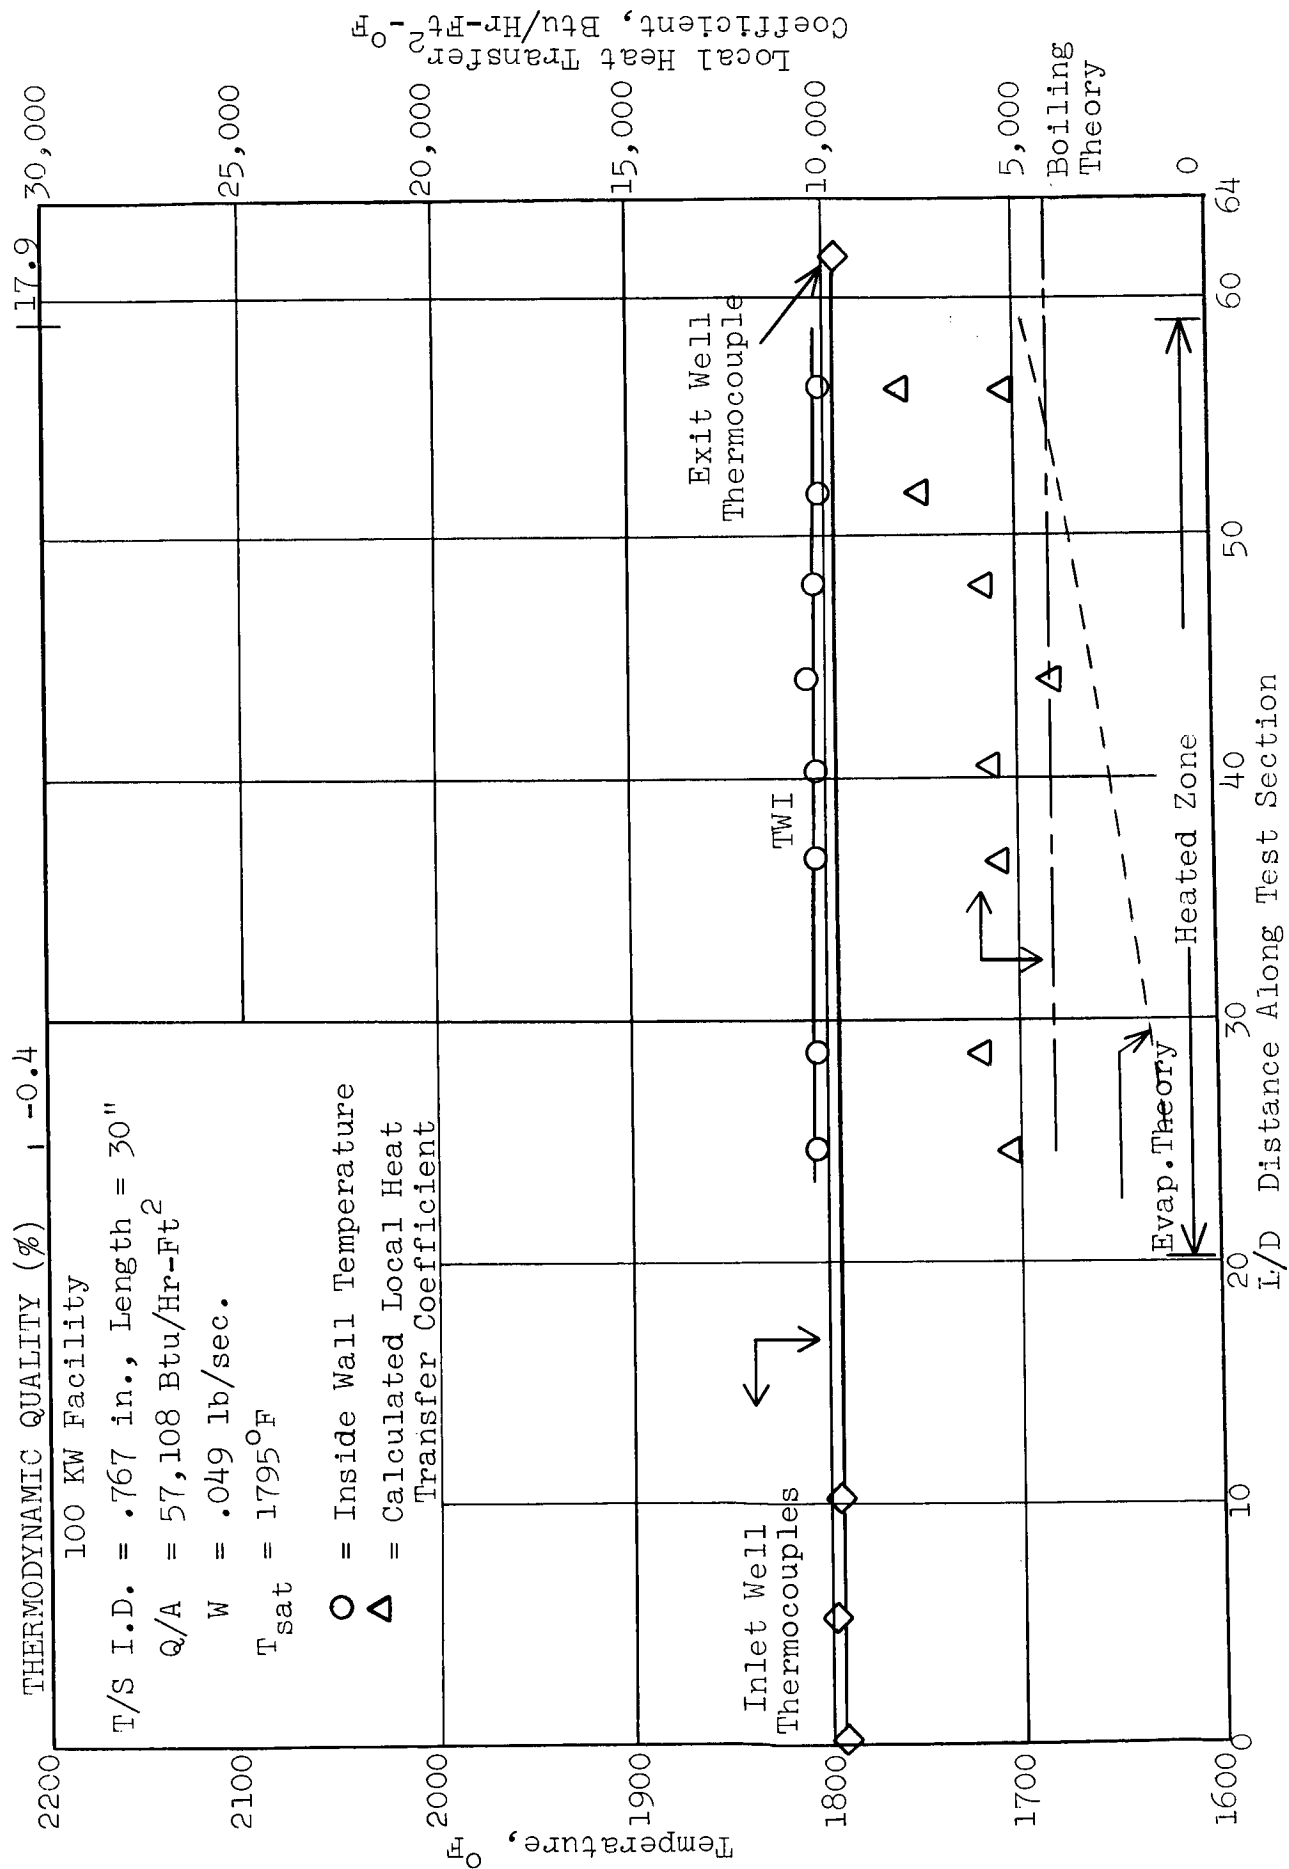 THERMODYNAMIC QUALITY (%)
-0.4
17.9
100 KW Facility
T/S I.D. = .767 in., Length = 30"
Q/A = 57,108 Btu/Hr-Ft²
W = .049 lb/sec.
Tsat = 1795°F
O = Inside Wall Temperature
△ = Calculated Local Heat
Transfer Coefficient
2200
2100
2000
1900
1800
1700
1600
Temperature, °F
30,000
25,000
20,000
15,000
10,000
5,000
0
Local Heat Transfer
Coefficient, Btu/Hr-Ft²-°F
Inlet Well
Thermocouples
TWI
Exit Well
Thermocouple
Boiling
Theory
Evap.Theory
Heated Zone
0
10
20
30
40
50
60
64
L/D Distance Along Test Section